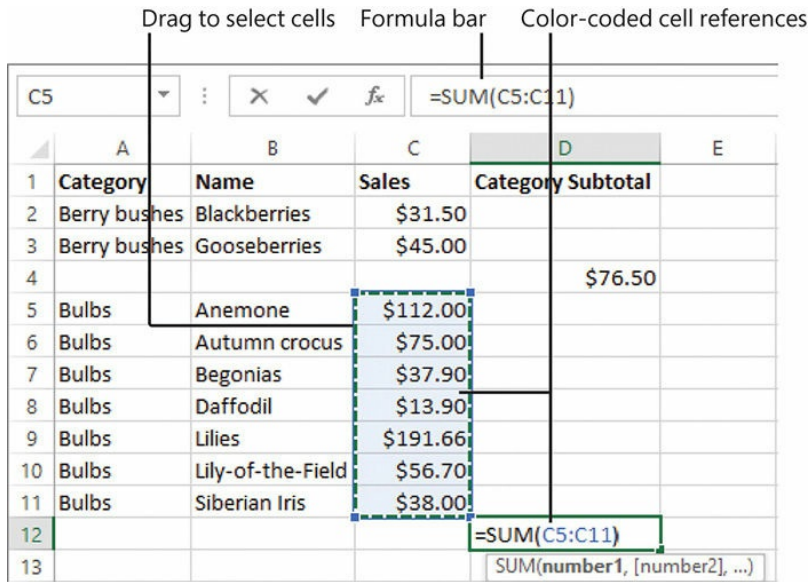 Drag to select cells Formula bar Color-coded cell references
C5 fx =SUM(C5:C11)
A B C D E
1 Category Name Sales Category Subtotal
2 Berry bushes Blackberries $31.50
3 Berry bushes Gooseberries $45.00
4 $76.50
5 Bulbs Anemone $112.00
6 Bulbs Autumn crocus $75.00
7 Bulbs Begonias $37.90
8 Bulbs Daffodil $13.90
9 Bulbs Lilies $191.66
10 Bulbs Lily-of-the-Field $56.70
11 Bulbs Siberian Iris $38.00
12 =SUM(C5:C11)
13 SUM(number1, [number2], ...)